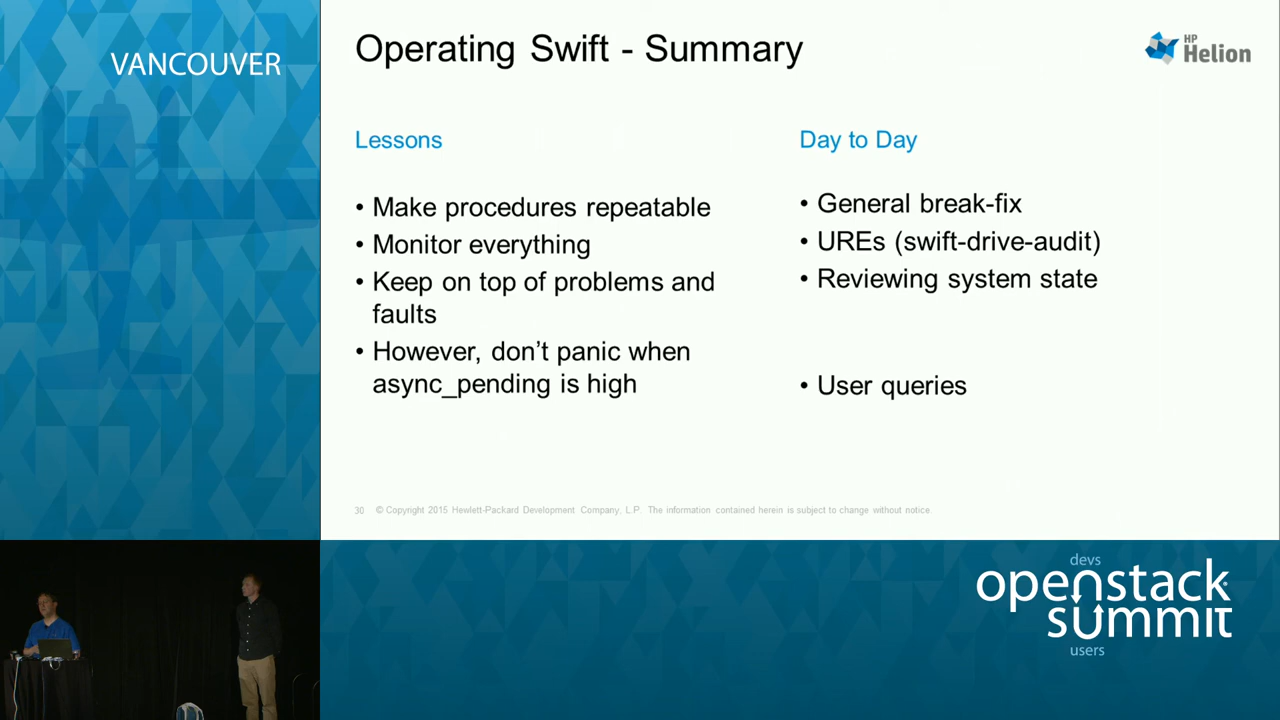 VANCOUVER
Operating Swift - Summary
HP
Helion
Lessons
• Make procedures repeatable
• Monitor everything
• Keep on top of problems and
faults
• However, don't panic when
async_pending is high
Day to Day
• General break-fix
• UREs (swift-drive-audit)
• Reviewing system state
• User queries
30 © Copyright 2015 Hewlett-Packard Development Company, L.P. The information contained herein is subject to change without notice.
devs
openstack
summit
users